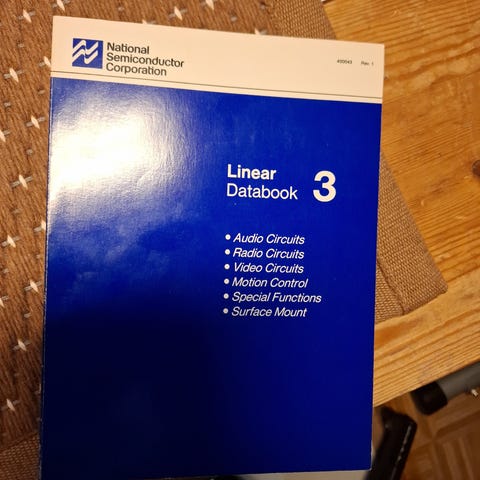 National
Semiconductor
Corporation
400043 Rev. 1
Linear
Databook 3
• Audio Circuits
• Radio Circuits
• Video Circuits
• Motion Control
• Special Functions
• Surface Mount